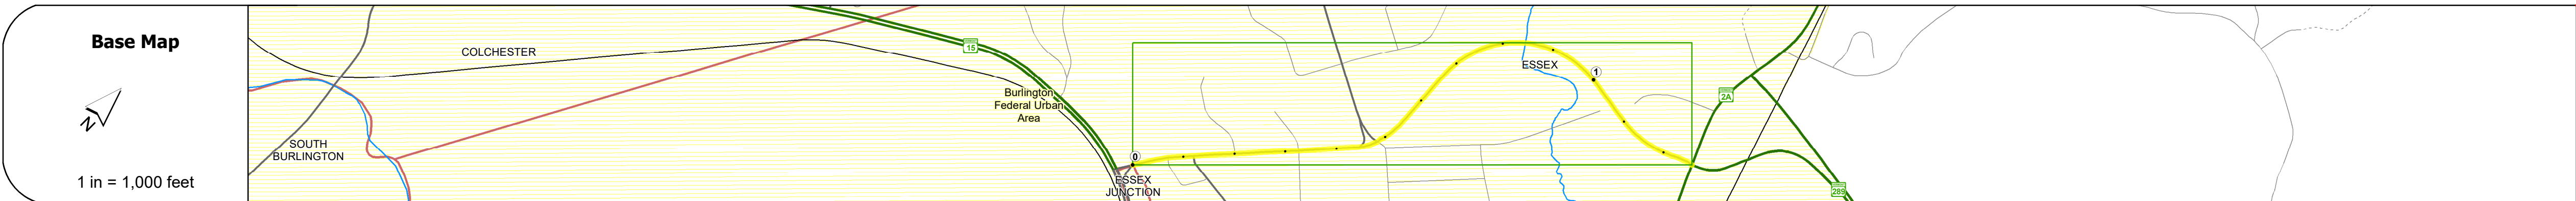 Base Map
N
1 in = 1,000 feet
COLCHESTER
SOUTH
BURLINGTON
15
Burlington
Federal Urban
Area
0
ESSEX
JUNCTION
ESSEX
1
2A
289